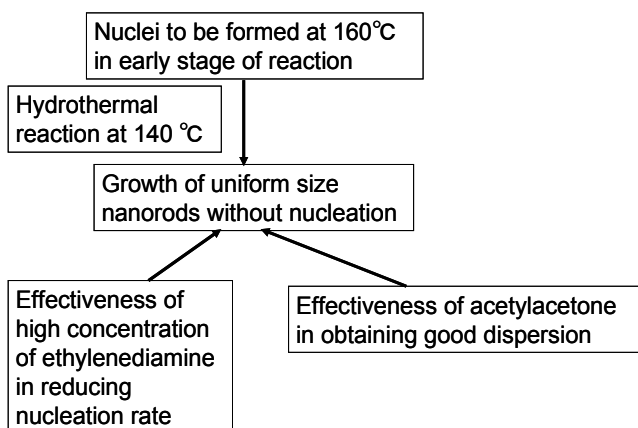 Nuclei to be formed at 160℃
in early stage of reaction
Hydrothermal
reaction at 140 ℃
Growth of uniform size
nanorods without nucleation
Effectiveness of
high concentration
of ethylenediamine
in reducing
nucleation rate
Effectiveness of acetylacetone
in obtaining good dispersion